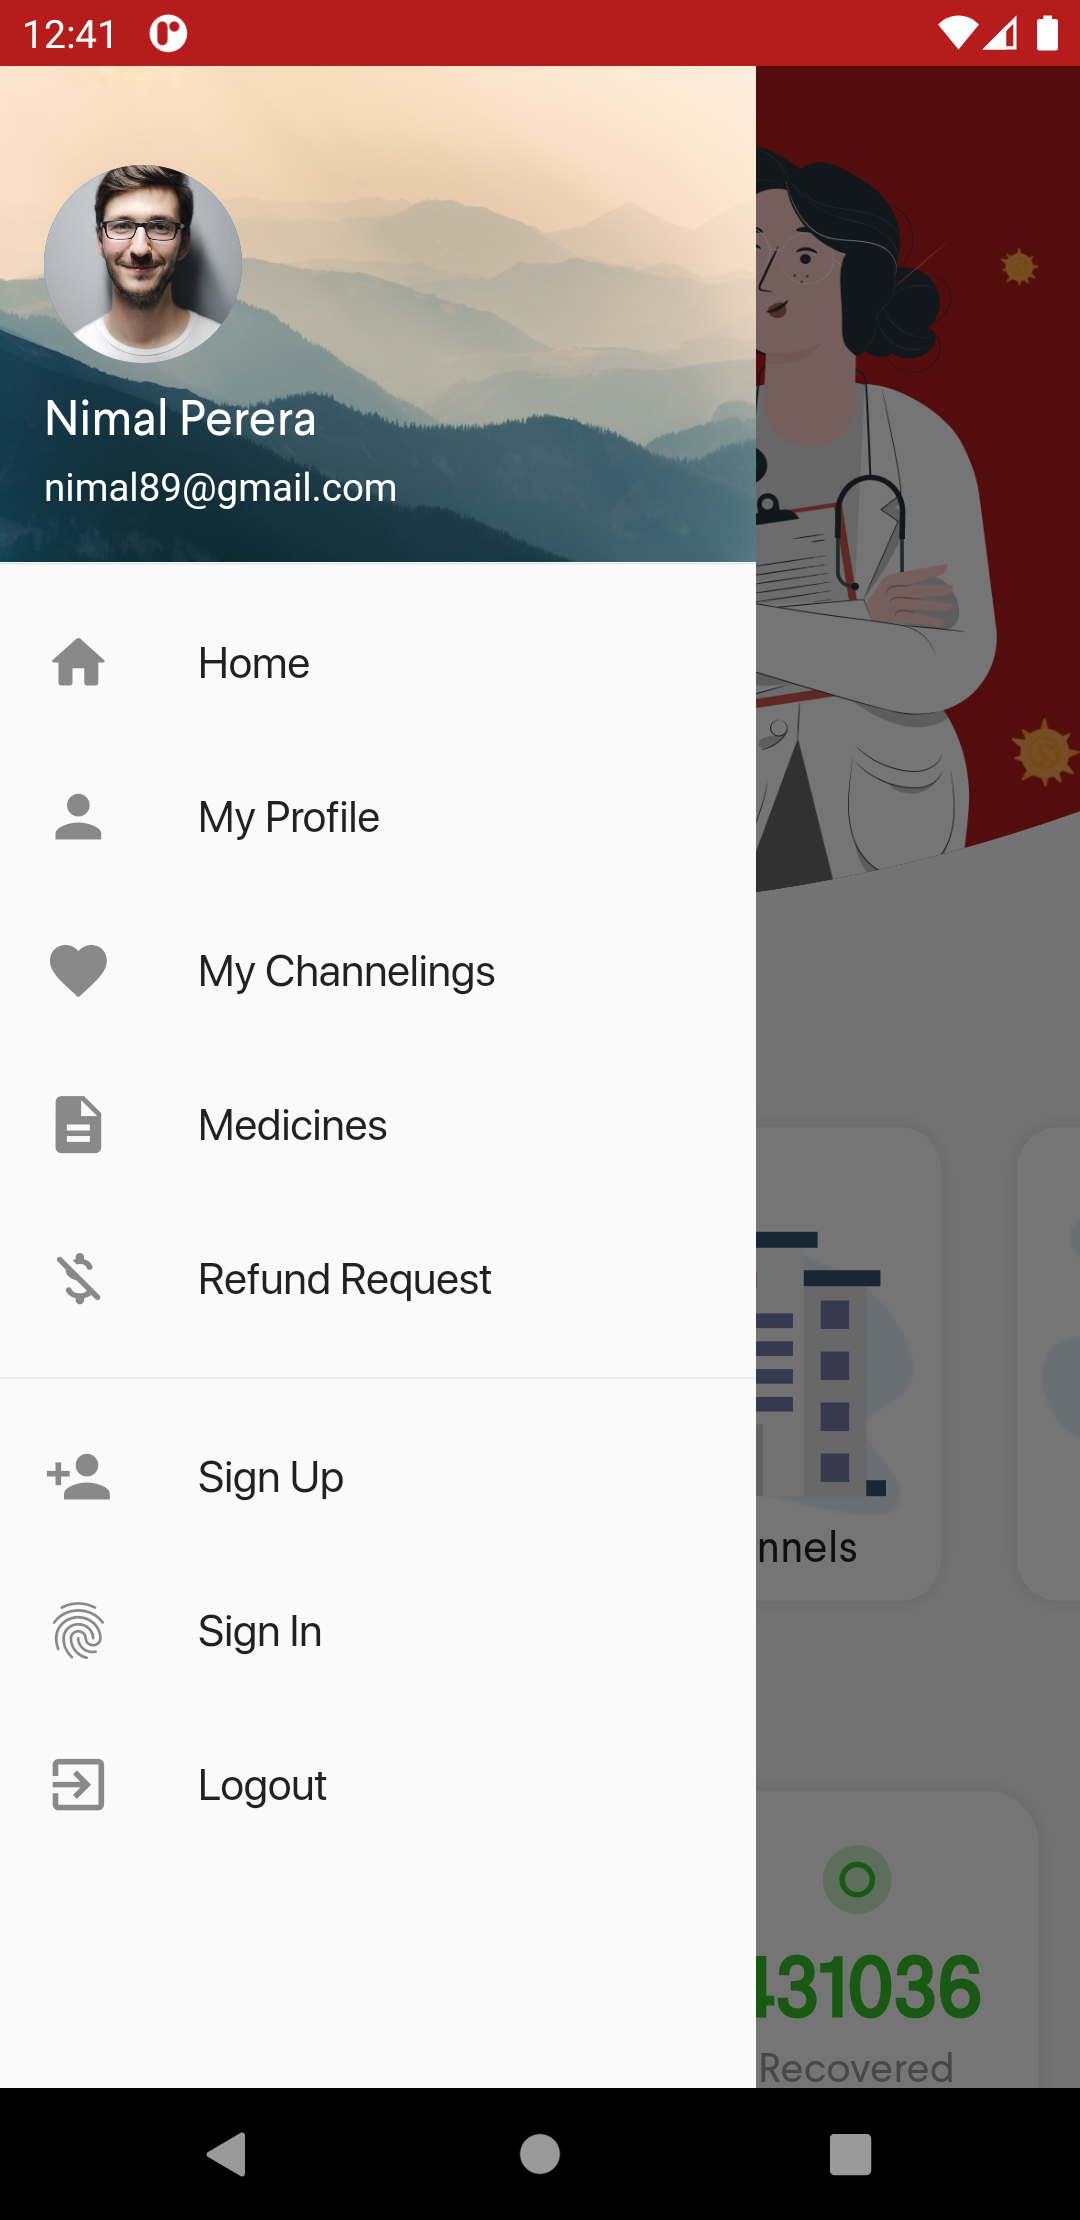 12:41
Nimal Perera
nimal89@gmail.com
Home
My Profile
My Channelings
Medicines
Refund Request
Sign Up
nnels
Sign In
Logout
431036
Recovered